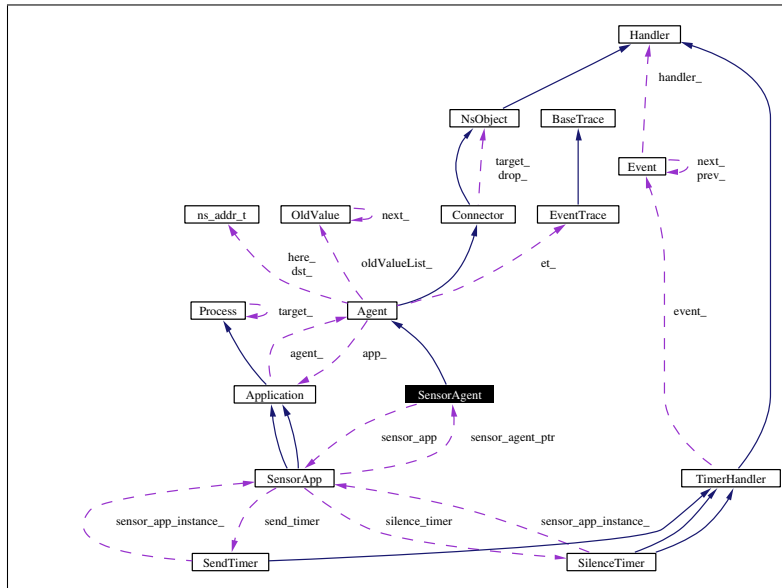 Handler
handler_
NsObject
BaseTrace
target_
drop_
Event
next_
prev_
ns_addr_t
OldValue
next_
Connector
EventTrace
here_
dst_
oldValueList_
et_
Process
target_
Agent
event_
agent_
app_
Application
SensorAgent
sensor_app
sensor_agent_ptr
SensorApp
TimerHandler
sensor_app_instance_
send_timer
silence_timer
sensor_app_instance_
SendTimer
SilenceTimer